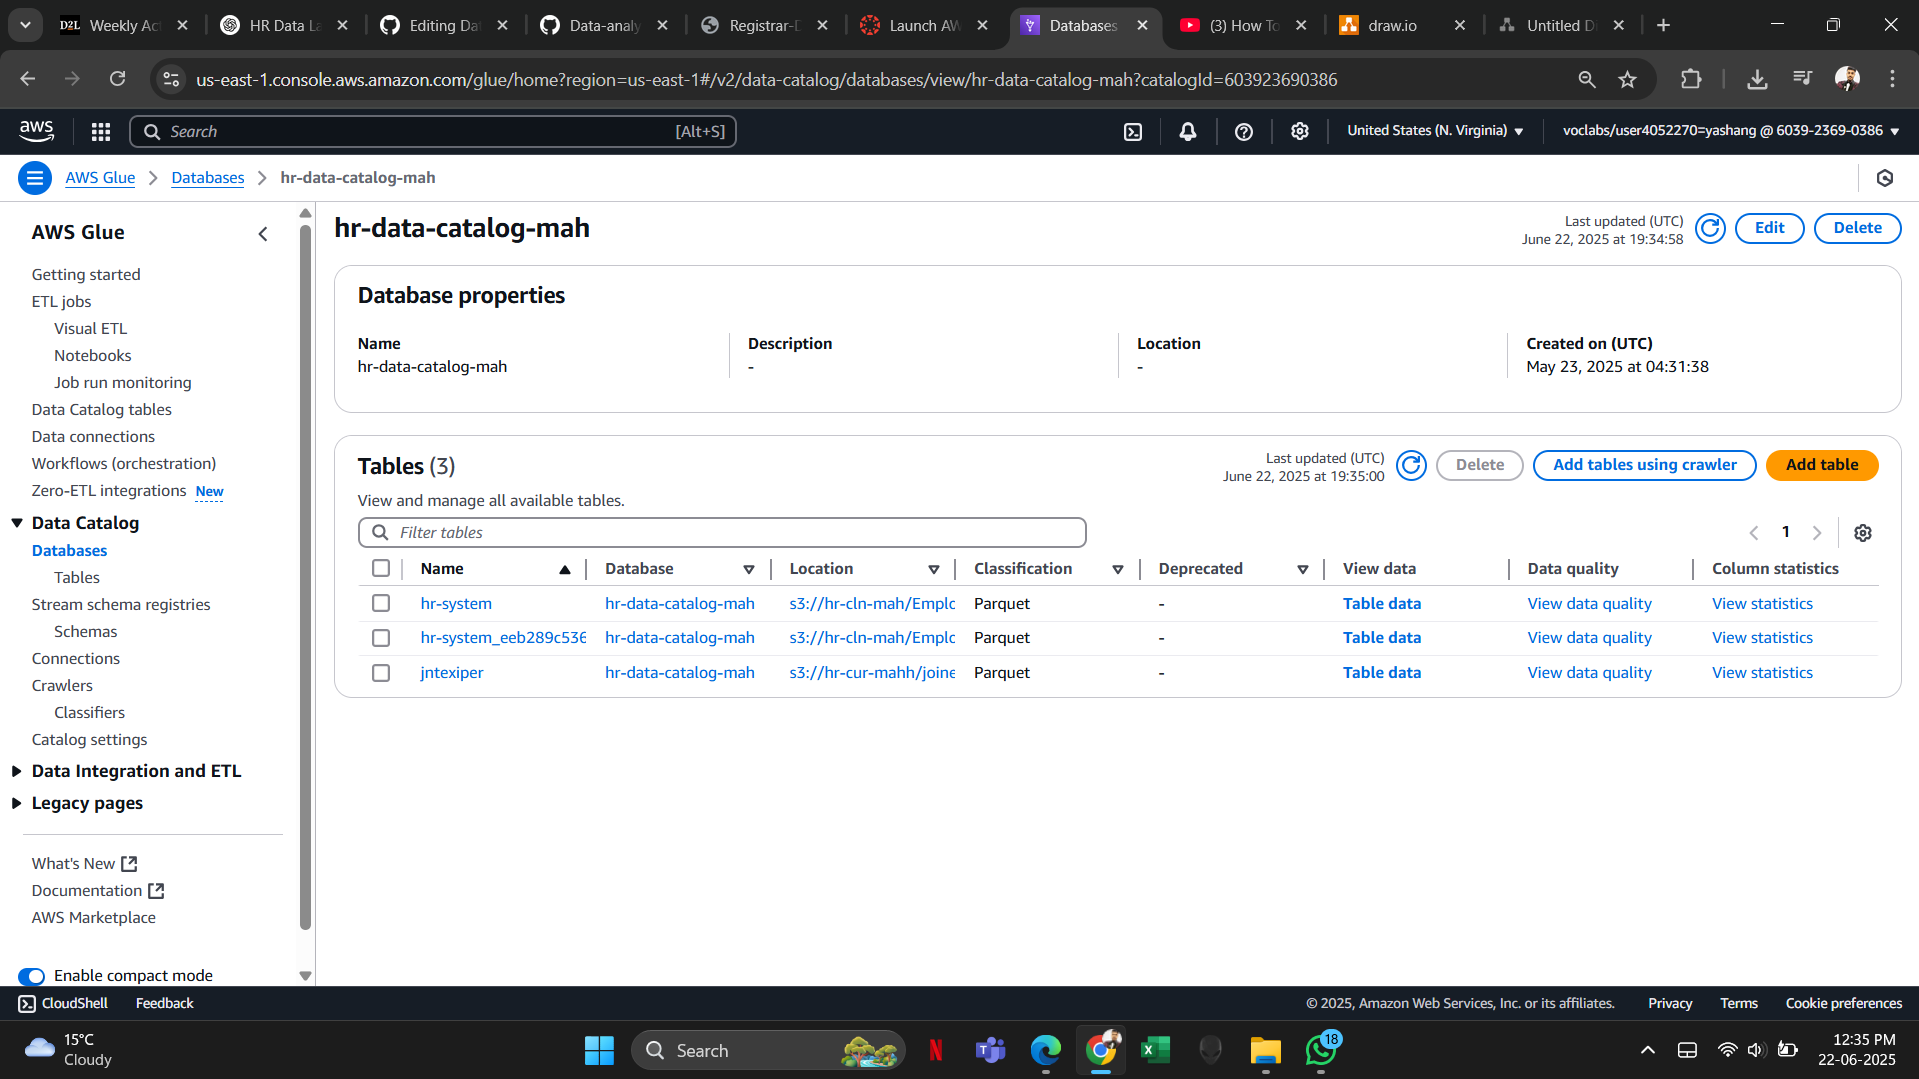 D2L Weekly Act
HR Data La
Editing Dat
Data-analy
Registrar-D
Launch AW
Databases
(3) How To
draw.io
Untitled Di
us-east-1.console.aws.amazon.com/glue/home?region=us-east-1#/v2/data-catalog/databases/view/hr-data-catalog-mah?catalogId=603923690386
aws
Search
[Alt+S]
United States (N. Virginia)
voclabs/user4052270=yashang @ 6039-2369-0386
AWS Glue
Databases
hr-data-catalog-mah
AWS Glue
Getting started
ETL jobs
Visual ETL
Notebooks
Job run monitoring
Data Catalog tables
Data connections
Workflows (orchestration)
Zero-ETL integrations New
Data Catalog
Databases
Tables
Stream schema registries
Schemas
Connections
Crawlers
Classifiers
Catalog settings
Data Integration and ETL
Legacy pages
What's New
Documentation
AWS Marketplace
Enable compact mode
hr-data-catalog-mah
Last updated (UTC)
June 22, 2025 at 19:34:58
Edit
Delete
Database properties
Name
hr-data-catalog-mah
Description
-
Location
-
Created on (UTC)
May 23, 2025 at 04:31:38
Tables (3)
Last updated (UTC)
June 22, 2025 at 19:35:00
Delete
Add tables using crawler
Add table
View and manage all available tables.
Filter tables
1
Name Database Location Classification Deprecated View data Data quality Column statistics
hr-system hr-data-catalog-mah s3://hr-cln-mah/Emplo Parquet - Table data View data quality View statistics
hr-system_eeb289c536 hr-data-catalog-mah s3://hr-cln-mah/Emplo Parquet - Table data View data quality View statistics
jntexiper hr-data-catalog-mah s3://hr-cur-mahh/joine Parquet - Table data View data quality View statistics
CloudShell
Feedback
© 2025, Amazon Web Services, Inc. or its affiliates.
Privacy
Terms
Cookie preferences
15°C
Cloudy
Search
18
12:35 PM
22-06-2025